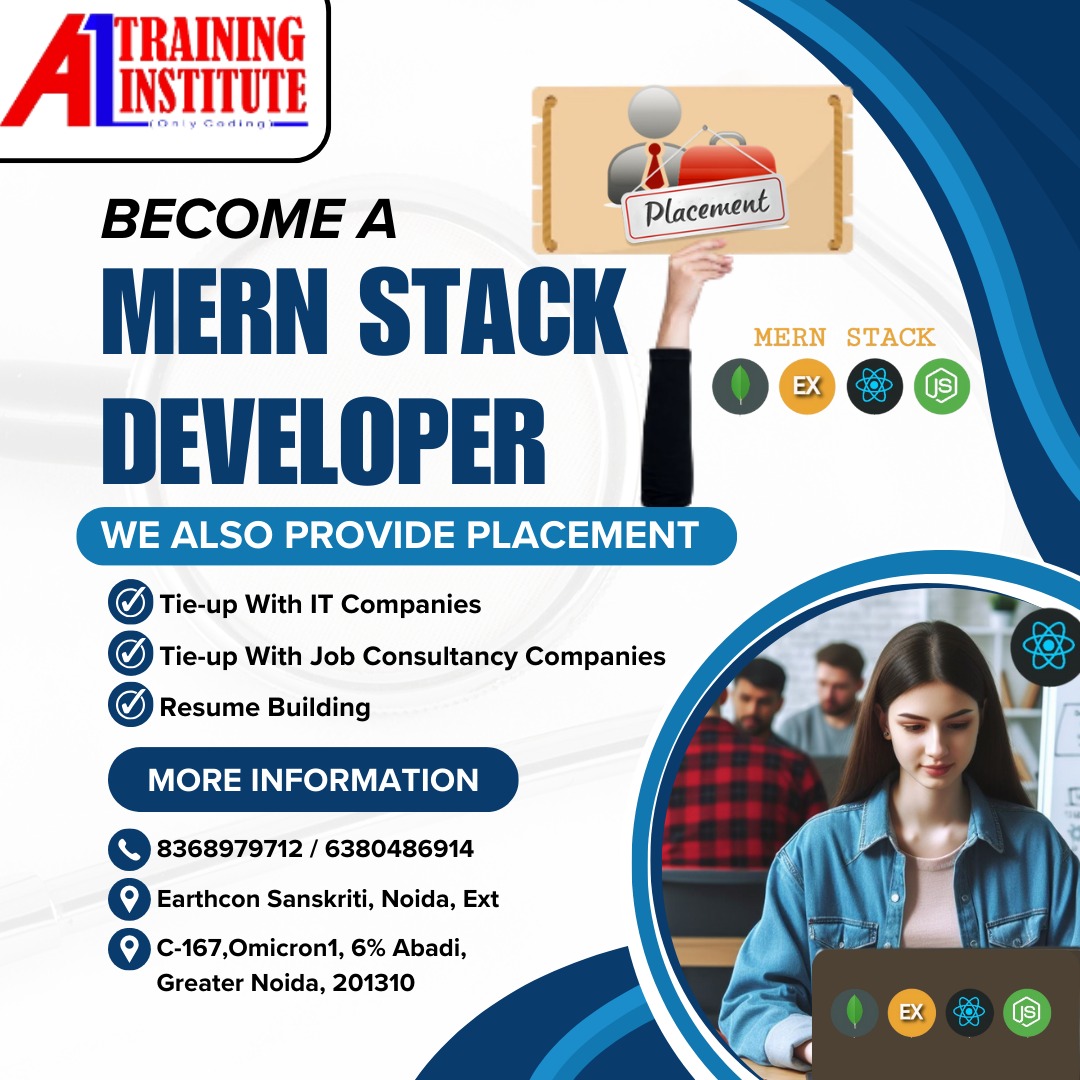 A1 TRAINING
INSTITUTE
(Only Coding)
Placement
BECOME A
MERN STACK
DEVELOPER
MERN STACK
EX
JS
WE ALSO PROVIDE PLACEMENT
Tie-up With IT Companies
Tie-up With Job Consultancy Companies
Resume Building
MORE INFORMATION
8368979712 / 6380486914
Earthcon Sanskriti, Noida, Ext
C-167,Omicron1, 6% Abadi,
Greater Noida, 201310
EX
JS